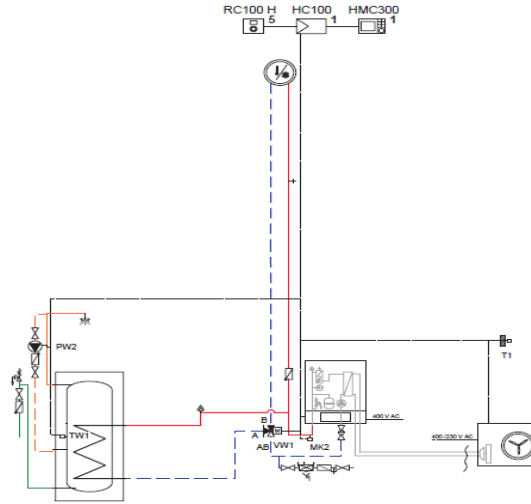 RC100 H HC100 HMC300
5 1 1
T1
PW2
400 V AC
TW1
B
A VW1
AB MK2
400 /230 V AC